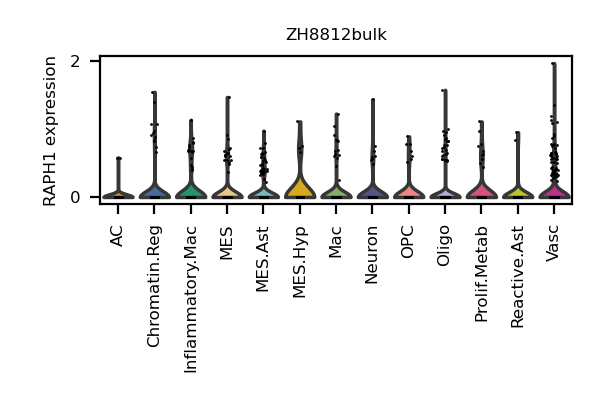 ZH8812bulk
RAPH1 expression
2
0
AC
Chromatin.Reg
Inflammatory.Mac
MES
MES.Ast
MES.Hyp
Mac
Neuron
OPC
Oligo
Prolif.Metab
Reactive.Ast
Vasc